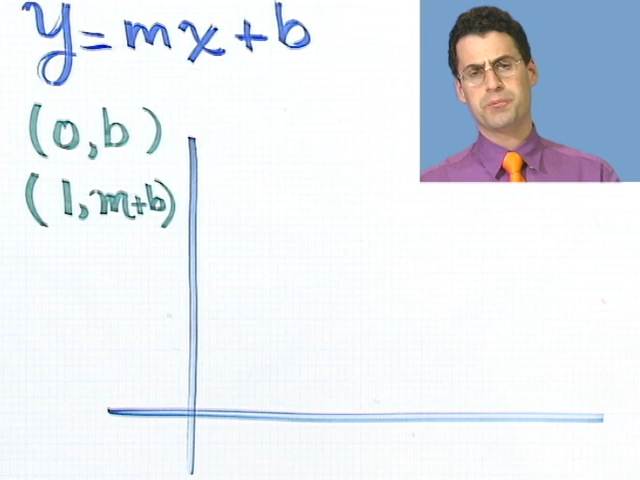 y = mx + b
(0, b)
(1, m+b)